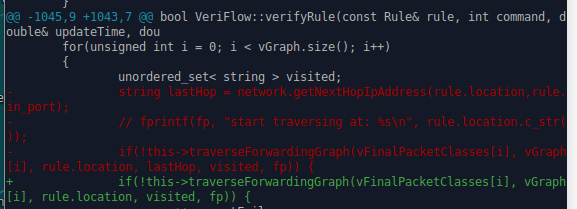 @@ -1045,9 +1043,7 @@ bool VeriFlow::verifyRule(const Rule& rule, int command, d
ouble& updateTime, dou
for(unsigned int i = 0; i < vGraph.size(); i++)
{
unordered_set< string > visited;
- string lastHop = network.getNextHopIpAddress(rule.location,rule.
in_port);
- // fprintf(fp, "start traversing at: %s\n", rule.location.c_str(
));
- if(!this->traverseForwardingGraph(vFinalPacketClasses[i], vGraph
[i], rule.location, lastHop, visited, fp)) {
+ if(!this->traverseForwardingGraph(vFinalPacketClasses[i], vGraph
[i], rule.location, visited, fp)) {